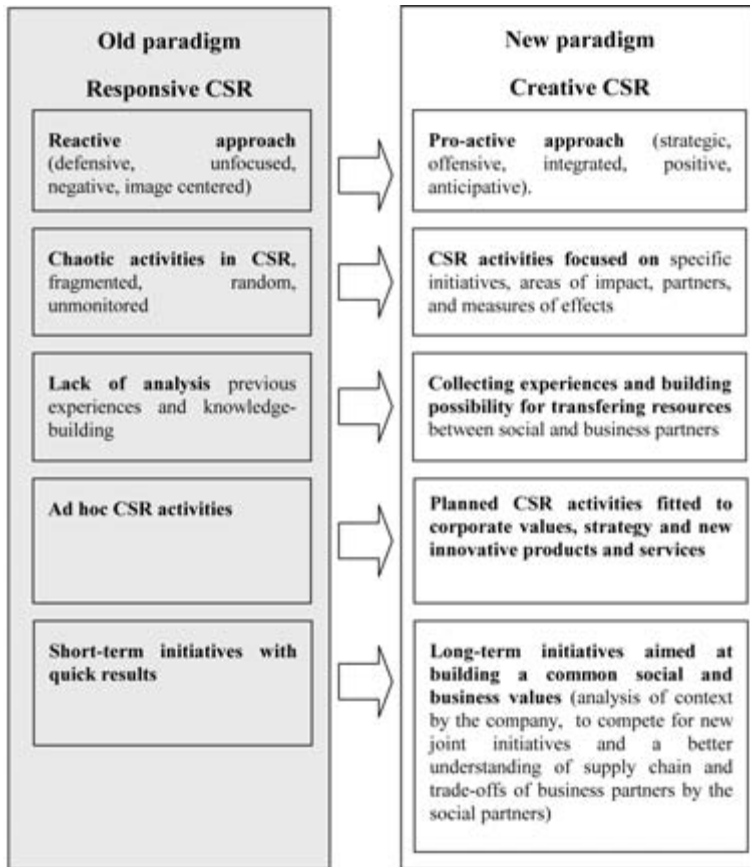 Old paradigm
Responsive CSR
Reactive approach
(defensive, unfocused,
negative, image centered)
Chaotic activities in CSR,
fragmented, random,
unmonitored
Lack of analysis previous
experiences and knowledge-
building
Ad hoc CSR activities
Short-term initiatives with
quick results
New paradigm
Creative CSR
Pro-active approach (strategic,
offensive, integrated, positive,
anticipative).
CSR activities focused on specific
initiatives, areas of impact, partners,
and measures of effects
Collecting experiences and building
possibility for transfering resources
between social and business partners
Planned CSR activities fitted to
corporate values, strategy and new
innovative products and services
Long-term initiatives aimed at
building a common social and
business values (analysis of context
by the company, to compete for new
joint initiatives and a better
understanding of supply chain and
trade-offs of business partners by the
social partners)